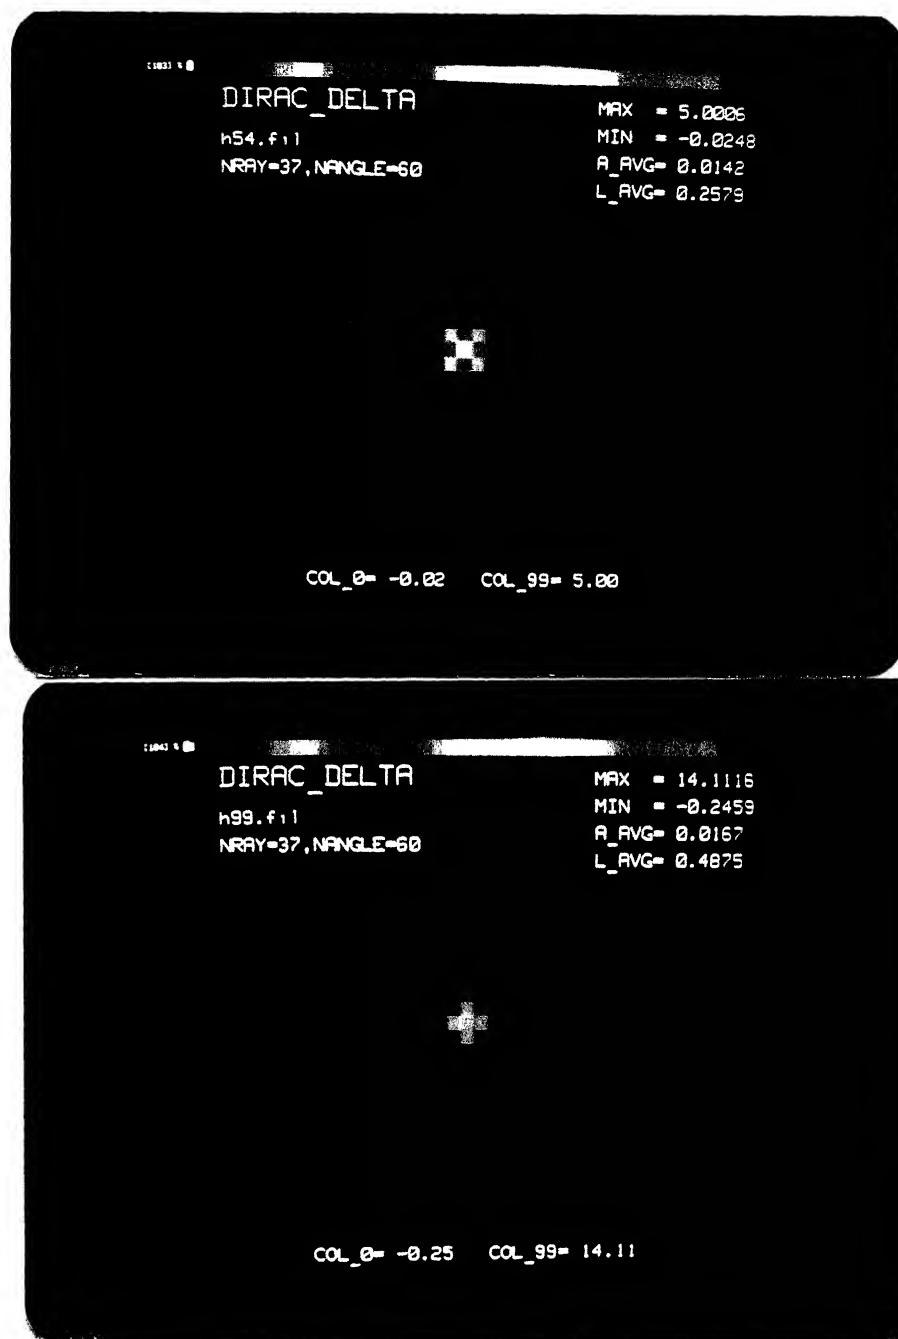 [103] %
DIRAC_DELTA
h54.fil
NRAY=37,NANGLE=60
MAX = 5.0006
MIN = -0.0248
A_AVG= 0.0142
L_AVG= 0.2579
COL_0= -0.02 COL_99= 5.00
[104] %
DIRAC_DELTA
h99.fil
NRAY=37,NANGLE=60
MAX = 14.1116
MIN = -0.2459
A_AVG= 0.0167
L_AVG= 0.4875
COL_0= -0.25 COL_99= 14.11